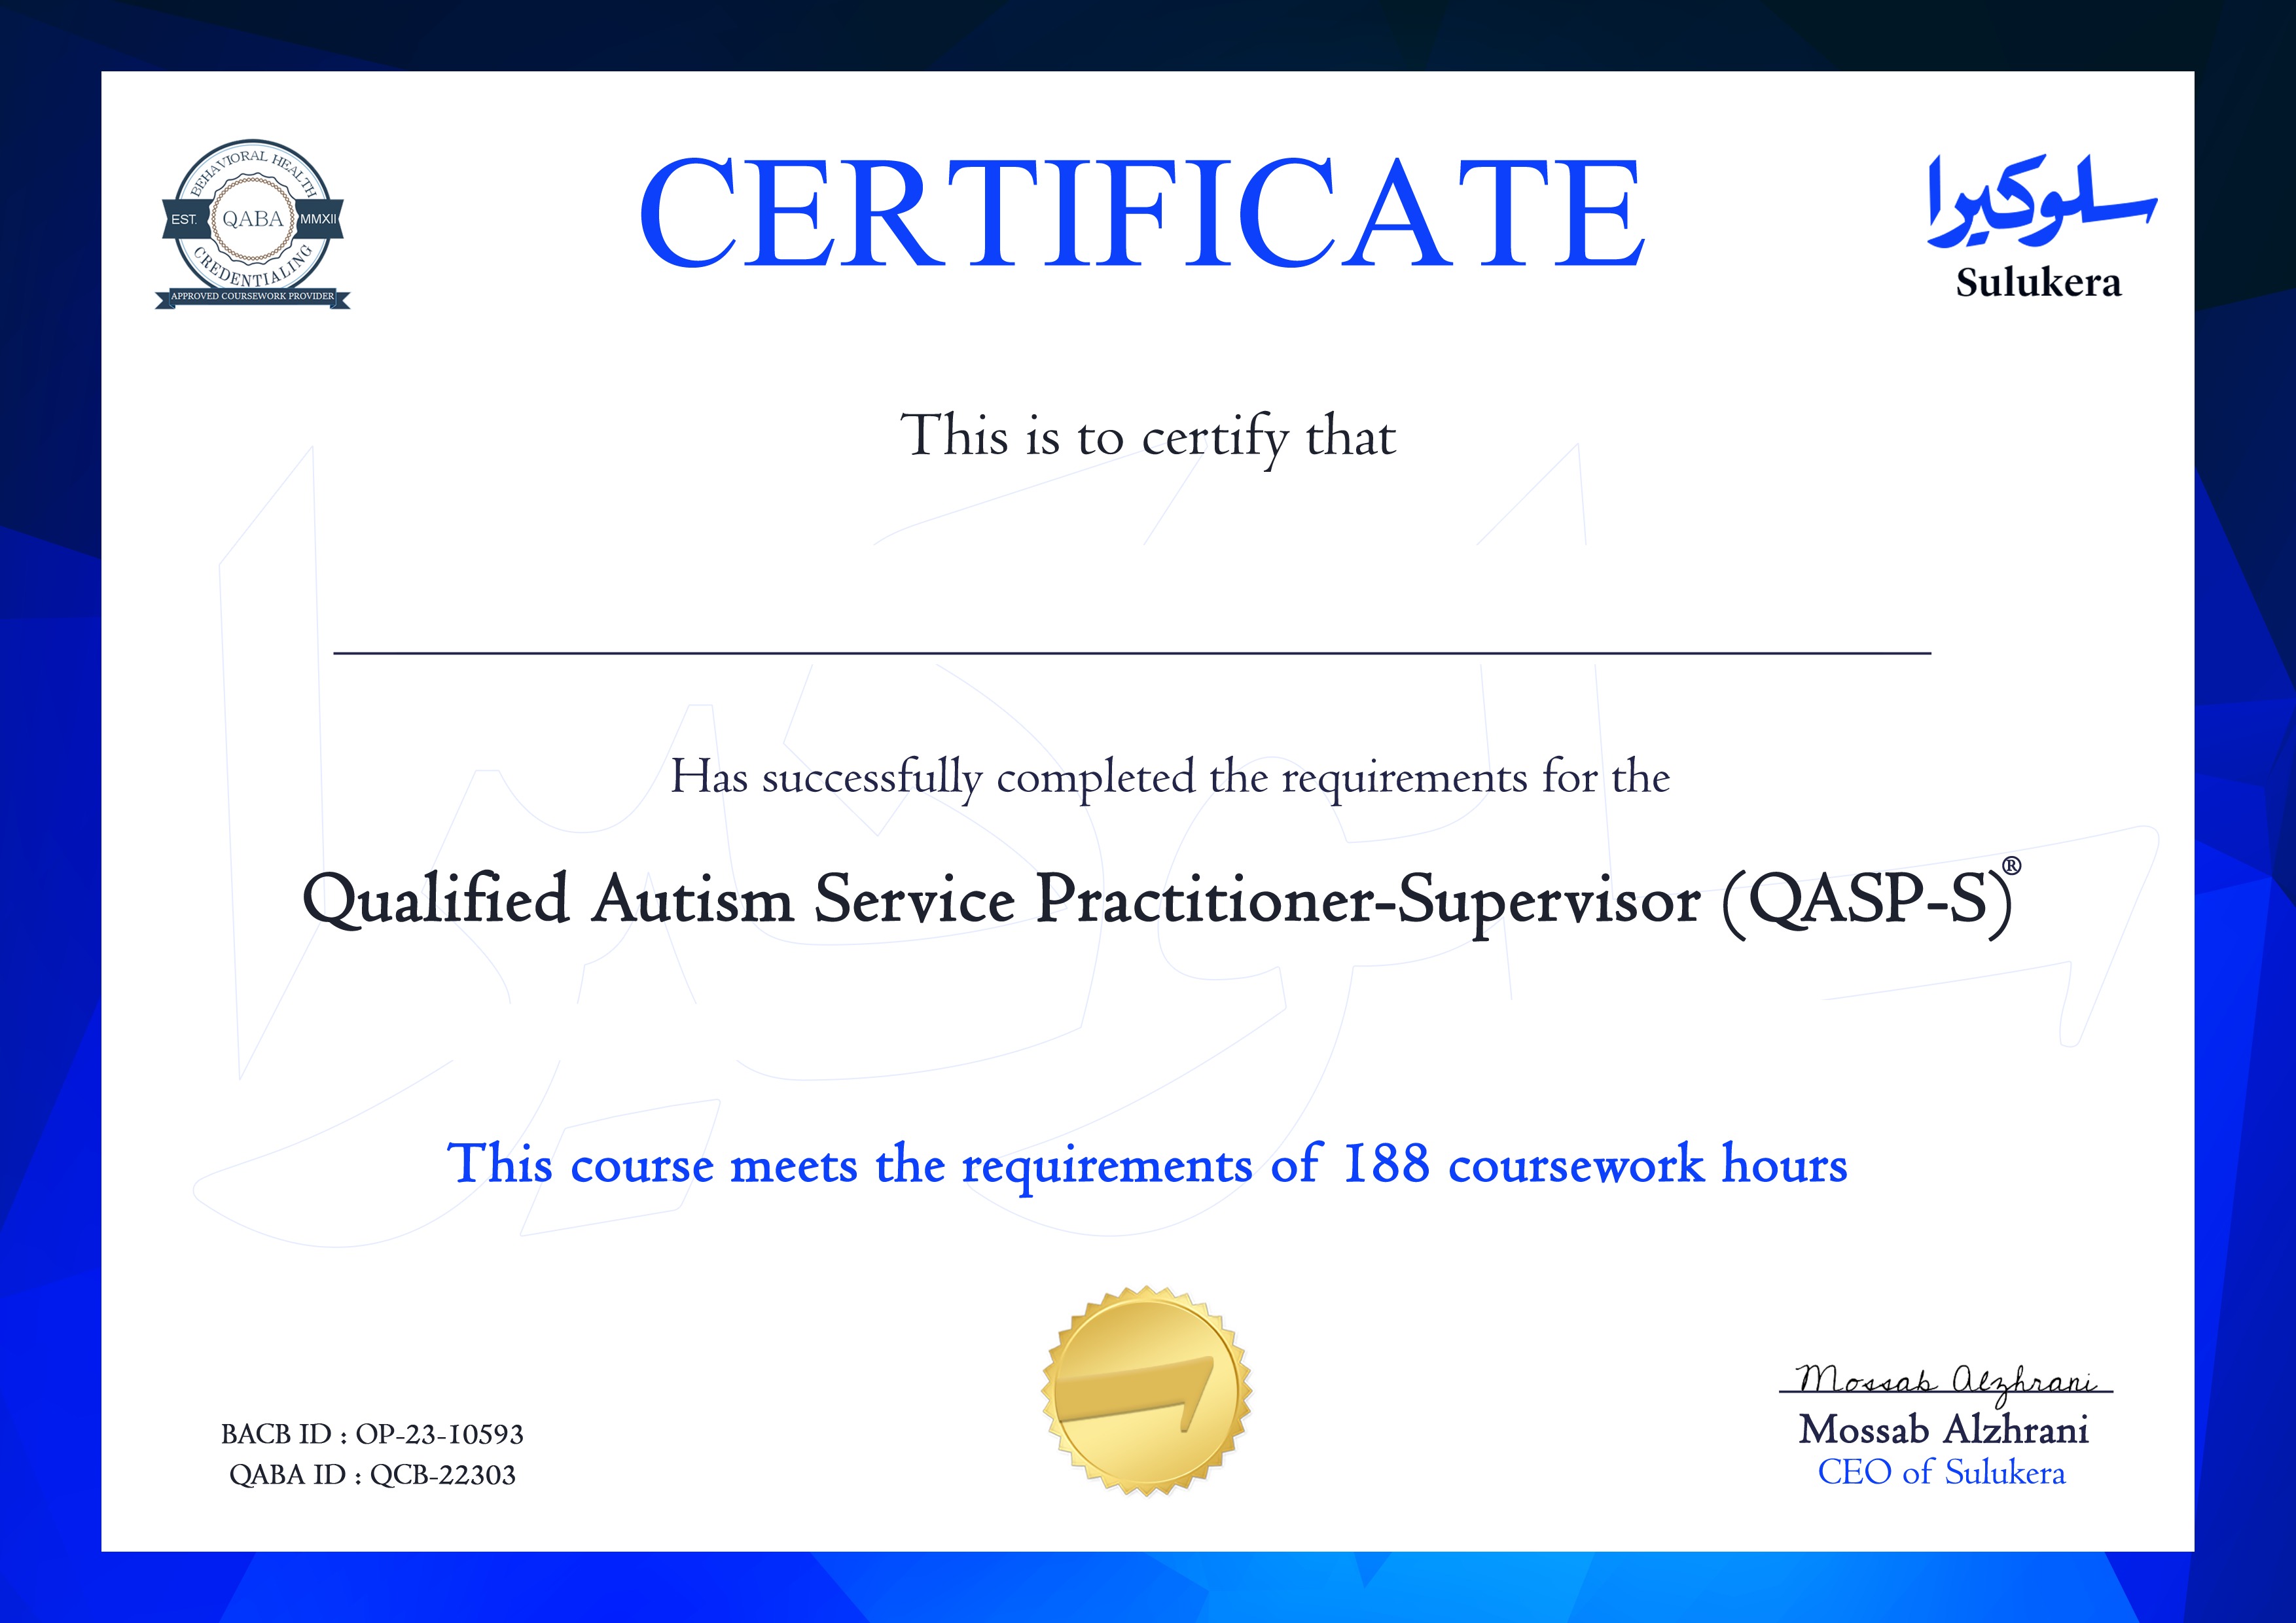 BEHAVIORAL HEALTH
EST. QABA MMXII
CREDENTIALING
APPROVED COURSEWORK PROVIDER
CERTIFICATE
سلوكيرا
Sulukera
This is to certify that
Has successfully completed the requirements for the
Qualified Autism Service Practitioner-Supervisor (QASP-S)®
This course meets the requirements of 188 coursework hours
BACB ID : OP-23-10593
QABA ID : QCB-22303
Mossab Alzhrani
Mossab Alzhrani
CEO of Sulukera